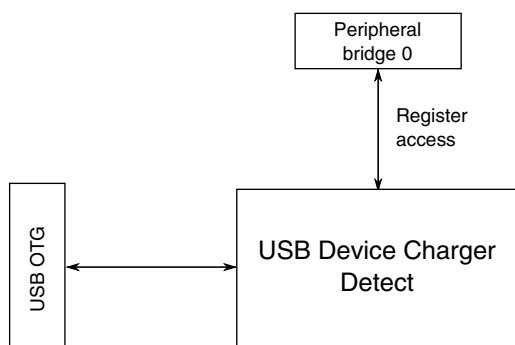 Peripheral
bridge 0
Register
access
USB Device Charger
Detect
USB OTG